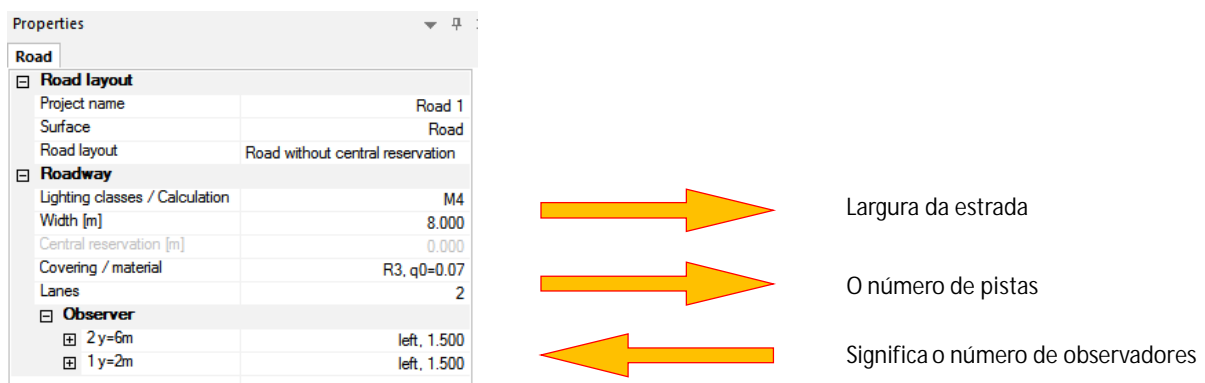 Properties
Road
Road layout
Project name Road 1
Surface Road
Road layout Road without central reservation
Roadway
Lighting classes / Calculation M4
Width [m] 8.000
Central reservation [m] 0.000
Covering / material R3, q0=0.07
Lanes 2
Observer
2 y=6m left, 1.500
1 y=2m left, 1.500
Largura da estrada
O número de pistas
Significa o número de observadores